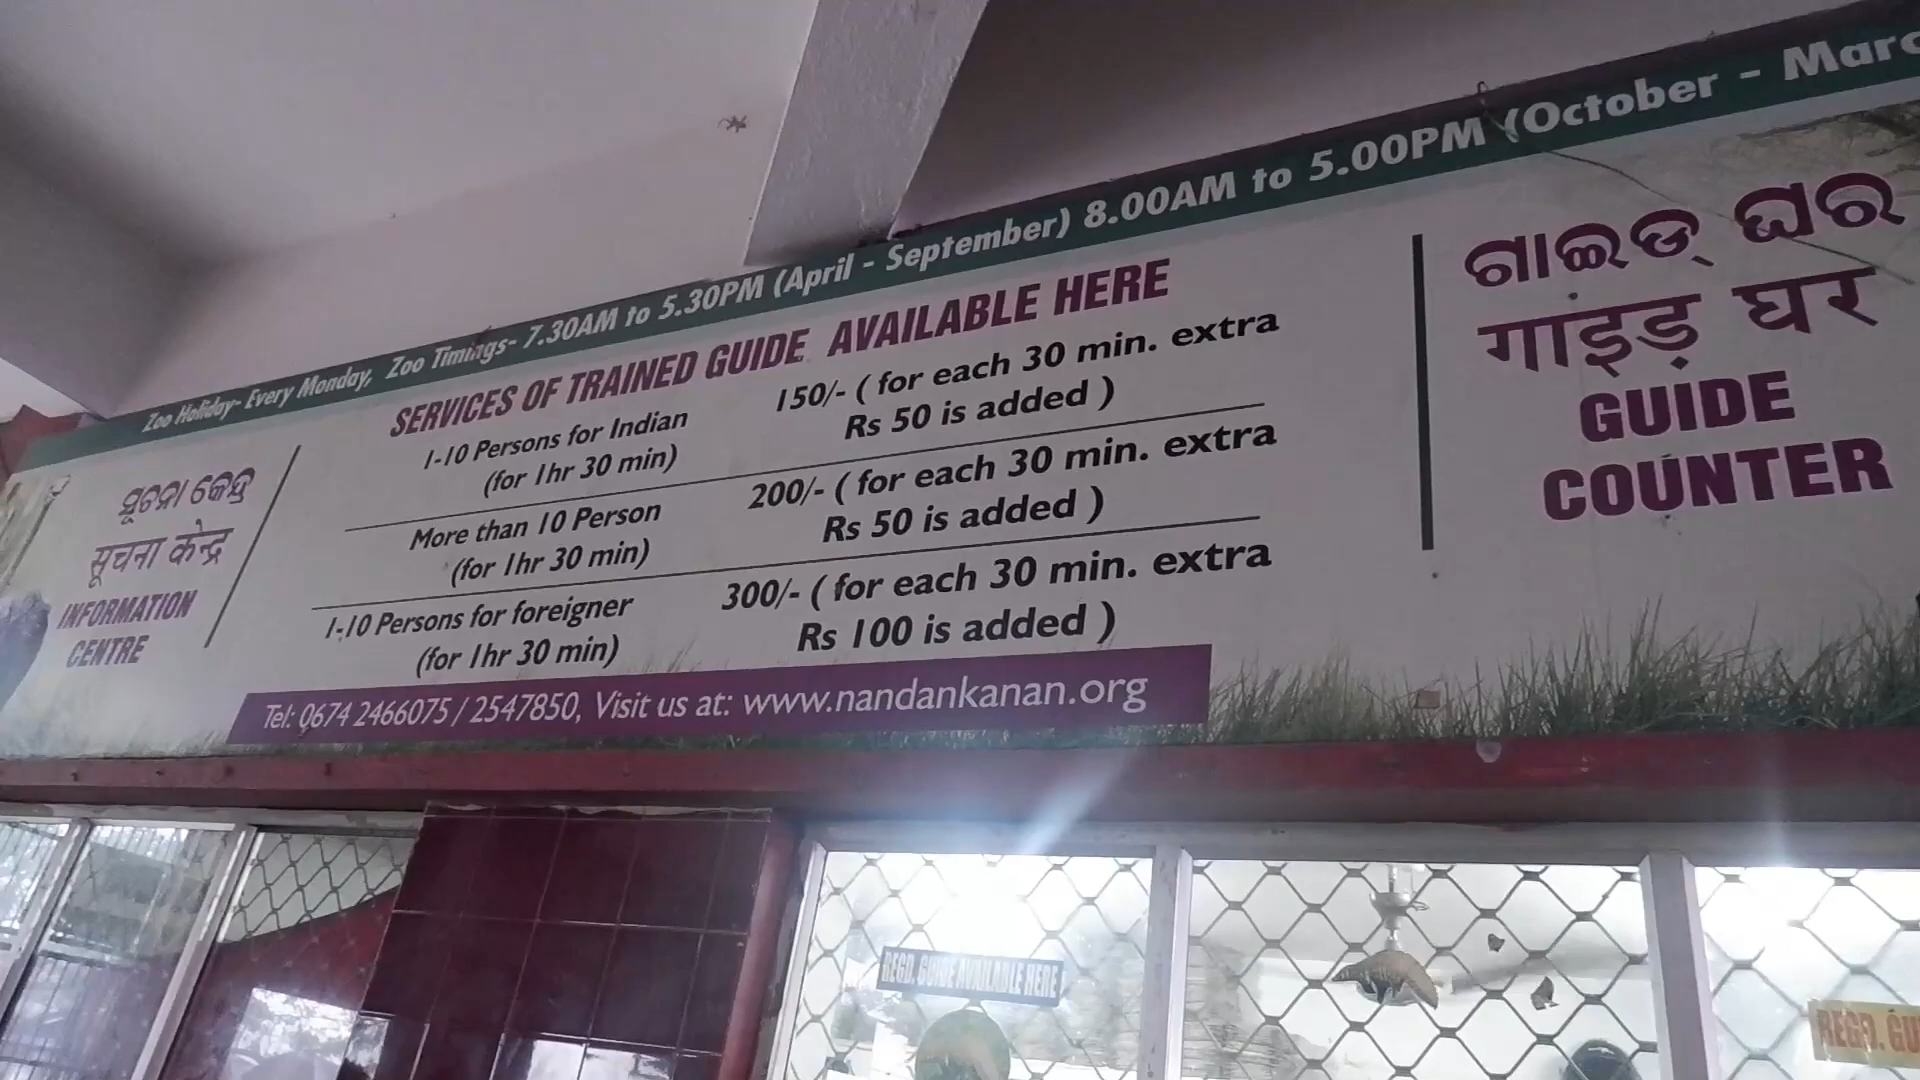 Zoo Holiday- Every Monday, Zoo Timings- 7.30AM to 5.30PM (April - September) 8.00AM to 5.00PM (October -
ସୂଚନା କେନ୍ଦ୍ର
सूचना केन्द्र
INFORMATION
CENTRE
SERVICES OF TRAINED GUIDE AVAILABLE HERE
1-10 Persons for Indian 150/- ( for each 30 min. extra
(for 1hr 30 min) Rs 50 is added )
More than 10 Person 200/- ( for each 30 min. extra
(for 1hr 30 min) Rs 50 is added )
1-10 Persons for foreigner 300/- ( for each 30 min. extra
(for 1hr 30 min) Rs 100 is added )
Tel: 0674 2466075 / 2547850, Visit us at: www.nandankanan.org
ଗାଇଡ୍ ଘର
गाइड़ घर
GUIDE
COUNTER
REGD. GUIDE AVAILABLE HERE
REGD.